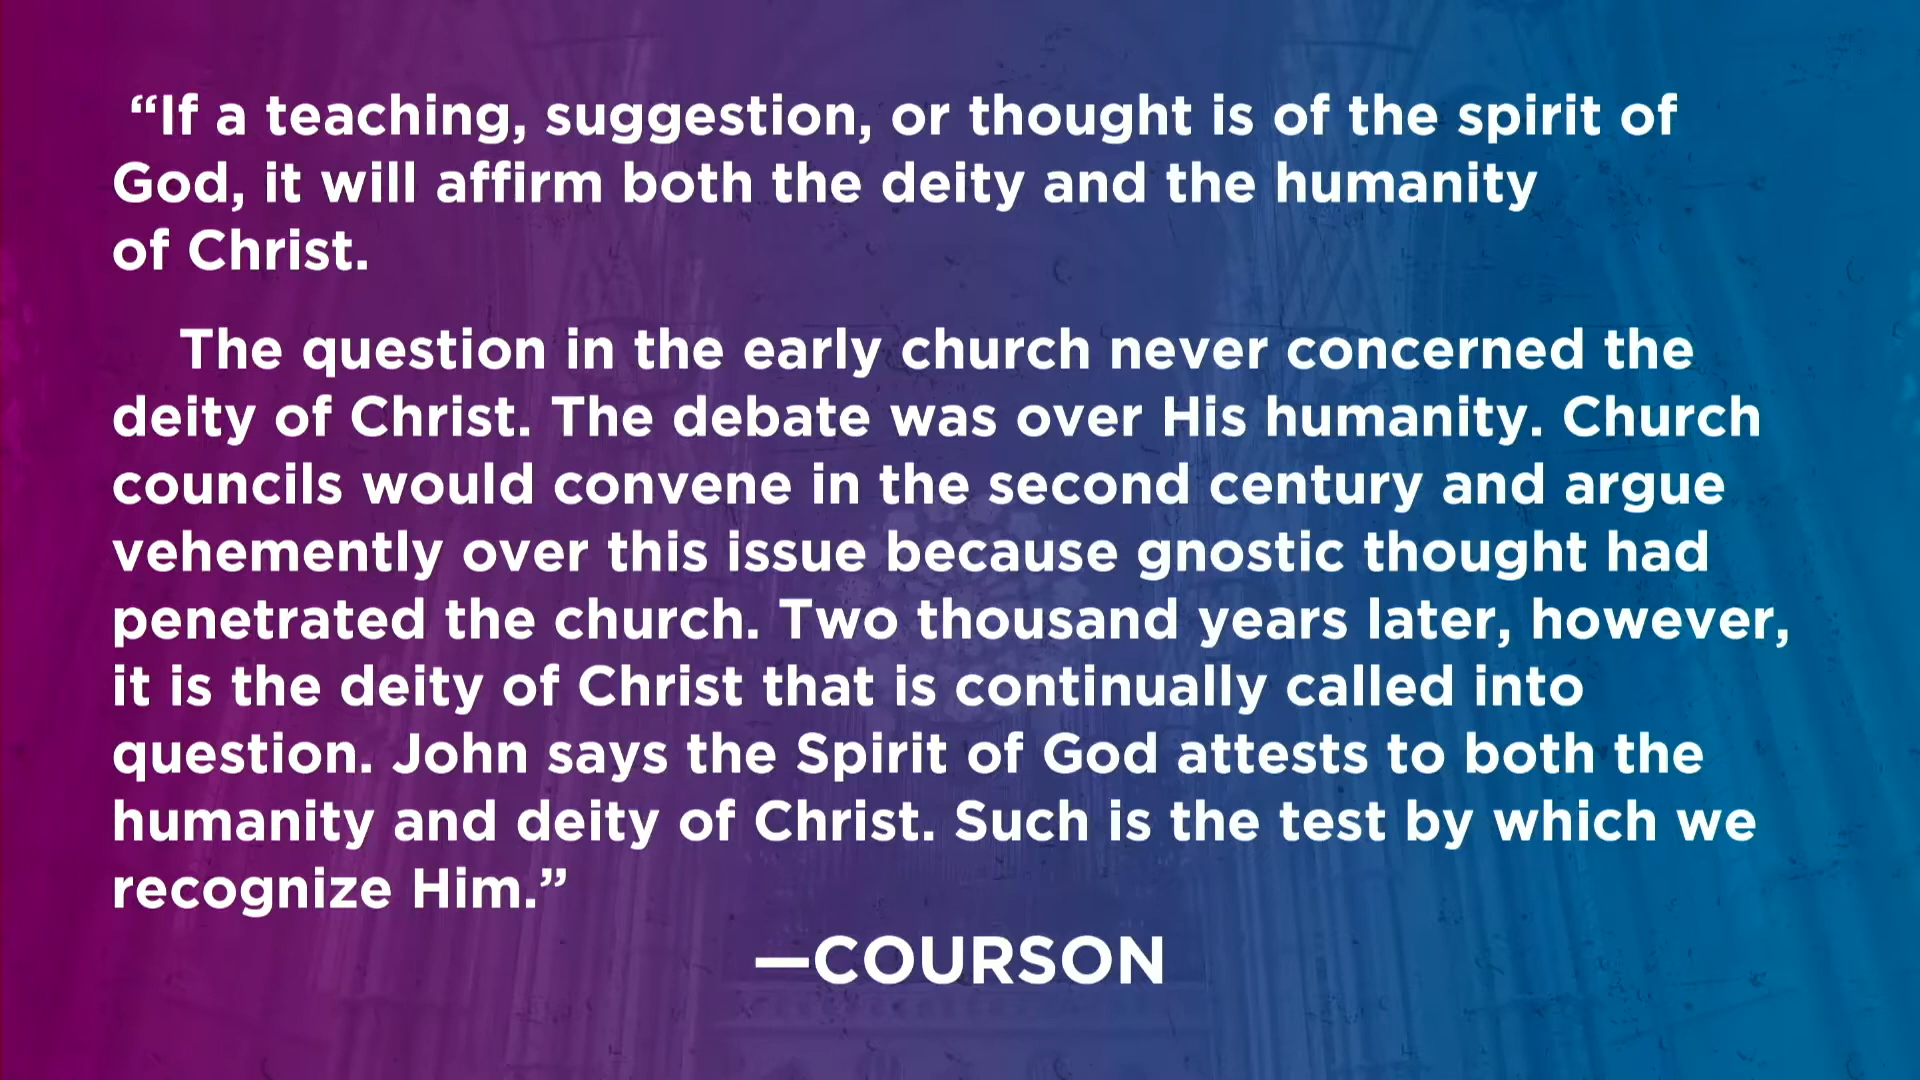 “If a teaching, suggestion, or thought is of the spirit of
God, it will affirm both the deity and the humanity
of Christ.
The question in the early church never concerned the
deity of Christ. The debate was over His humanity. Church
councils would convene in the second century and argue
vehemently over this issue because gnostic thought had
penetrated the church. Two thousand years later, however,
it is the deity of Christ that is continually called into
question. John says the Spirit of God attests to both the
humanity and deity of Christ. Such is the test by which we
recognize Him.”
—COURSON